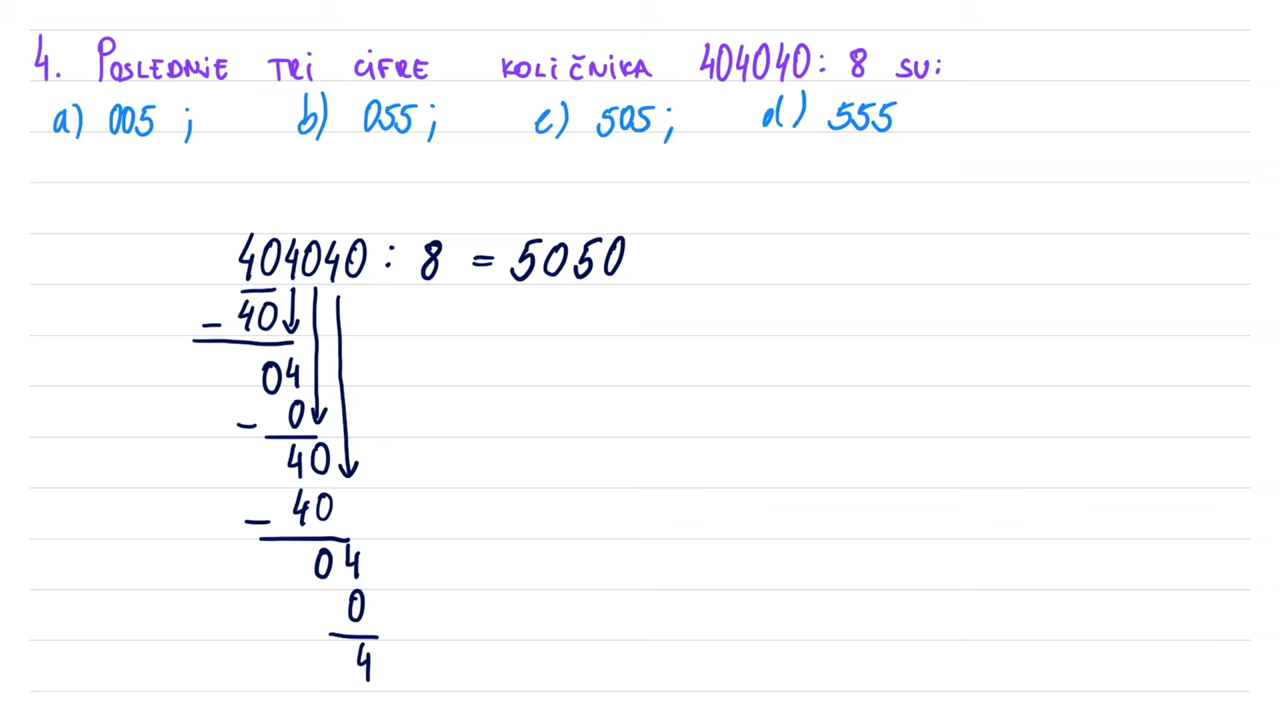 4. POSLEDNJE TRI CIFRE KOLIČNIKA 404040 : 8 SU:
a) 005 ; b) 055 ; c) 505 ; d) 555
404040 : 8 = 5050
- 40
04
- 0
40
- 40
04
0
4